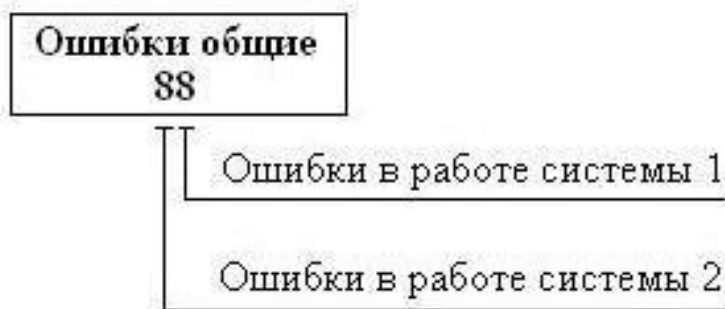 Ошибки общие
88
Ошибки в работе системы 1
Ошибки в работе системы 2